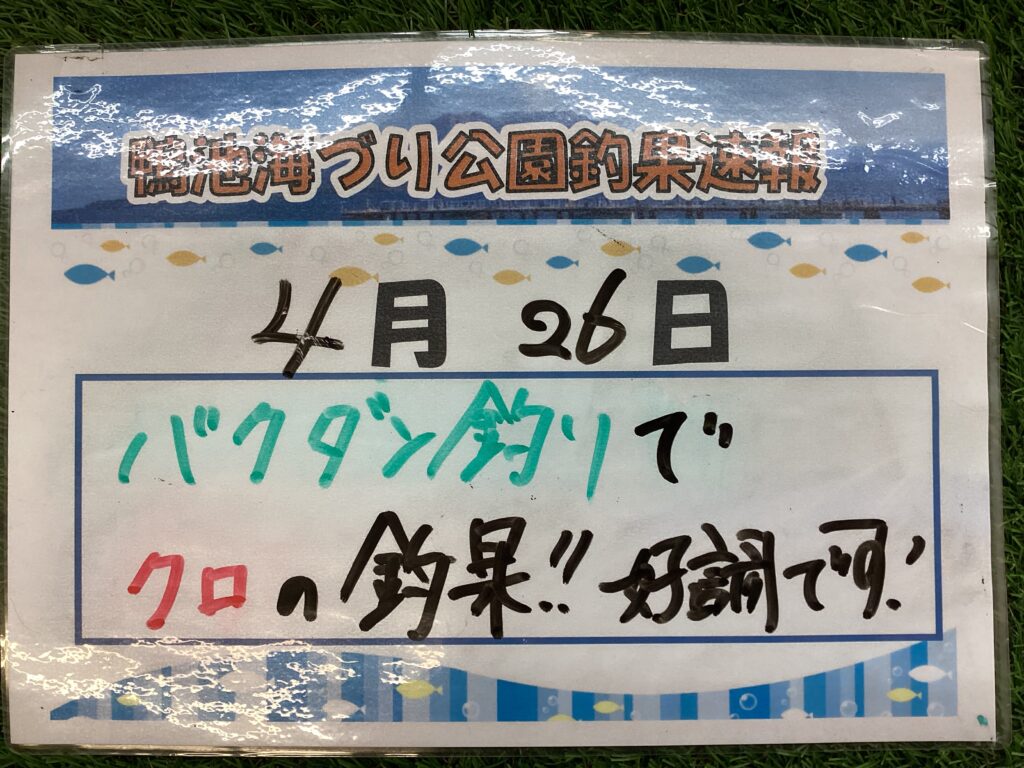 鴨池海づり公園釣果速報
4月 26日
バクダン釣りで
クロの釣果!! 好調です!